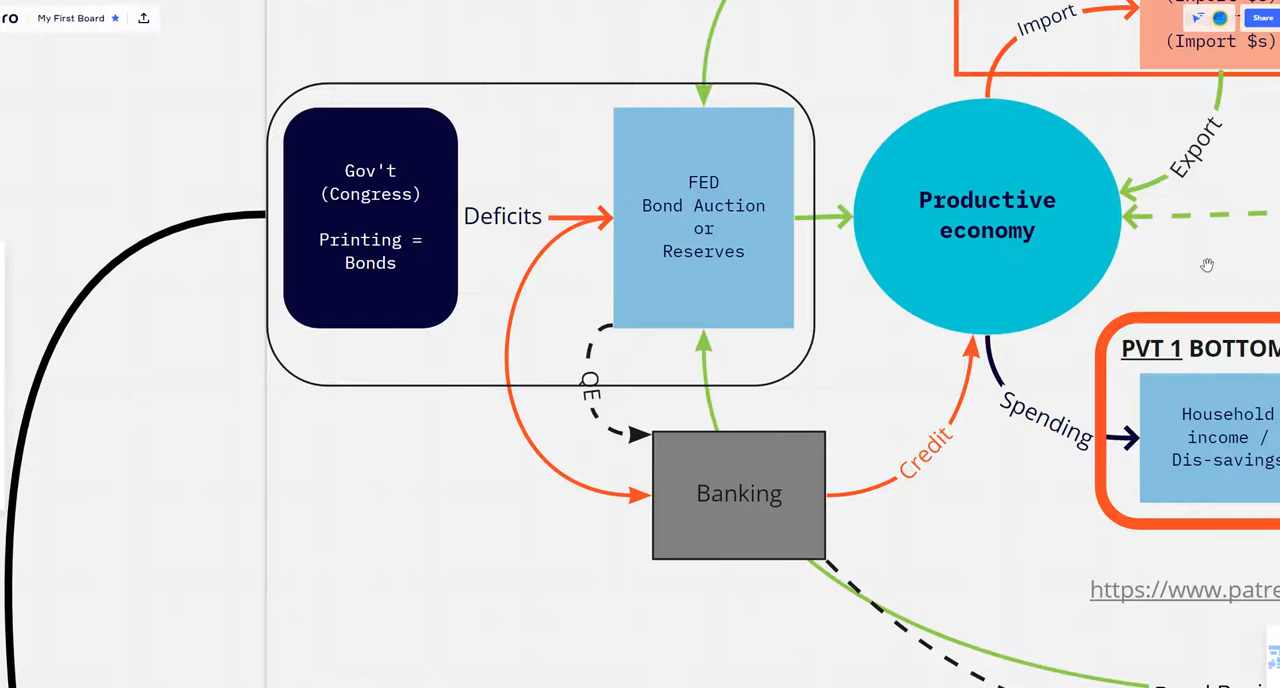 ro
My First Board
Share
Import
(Import $s)
Gov't
(Congress)
Printing =
Bonds
Deficits
FED
Bond Auction
or
Reserves
Productive
economy
Export
QE
Banking
Credit
Spending
PVT 1 BOTTOM
Household
income /
Dis-savings
https://www.patre